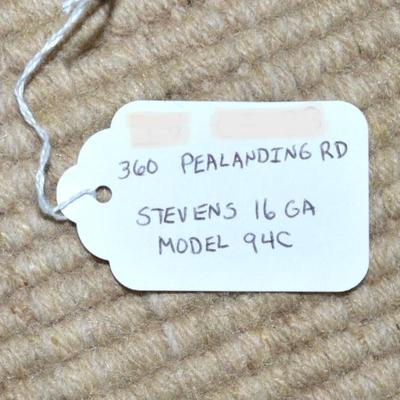 360 PEALANDING RD
STEVENS 16 GA
MODEL 94C